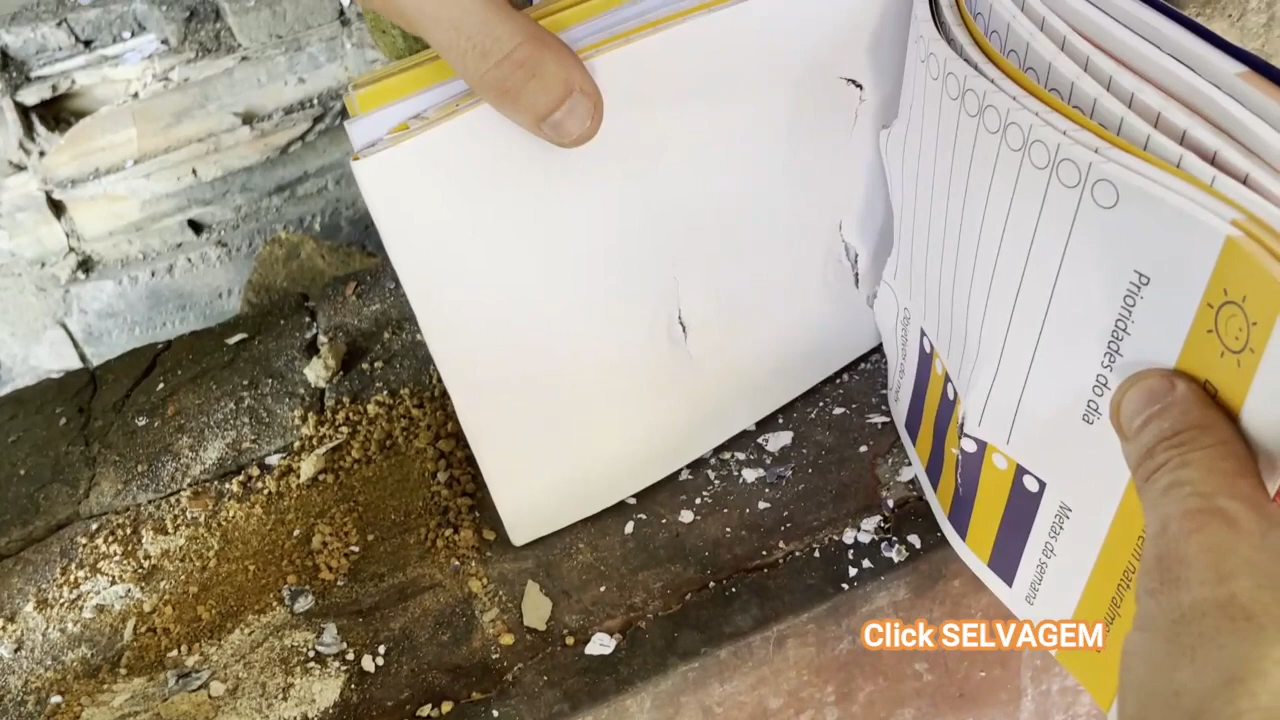 Prioridades do dia
Objetivos do mês
Metas da semana
Click SELVAGEM